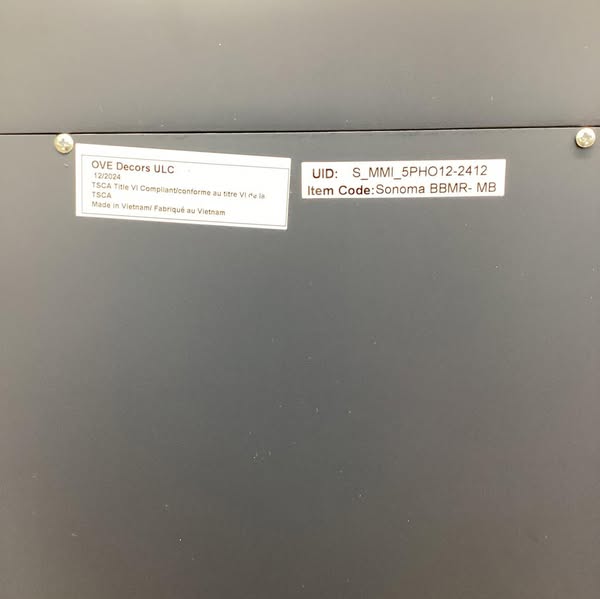 OVE Decors ULC
12/2024
TSCA Title VI Compliant/conforme au titre VI de la
TSCA
Made in Vietnam/ Fabriqué au Vietnam
UID: S_MMI_5PHO12-2412
Item Code:Sonoma BBMR- MB